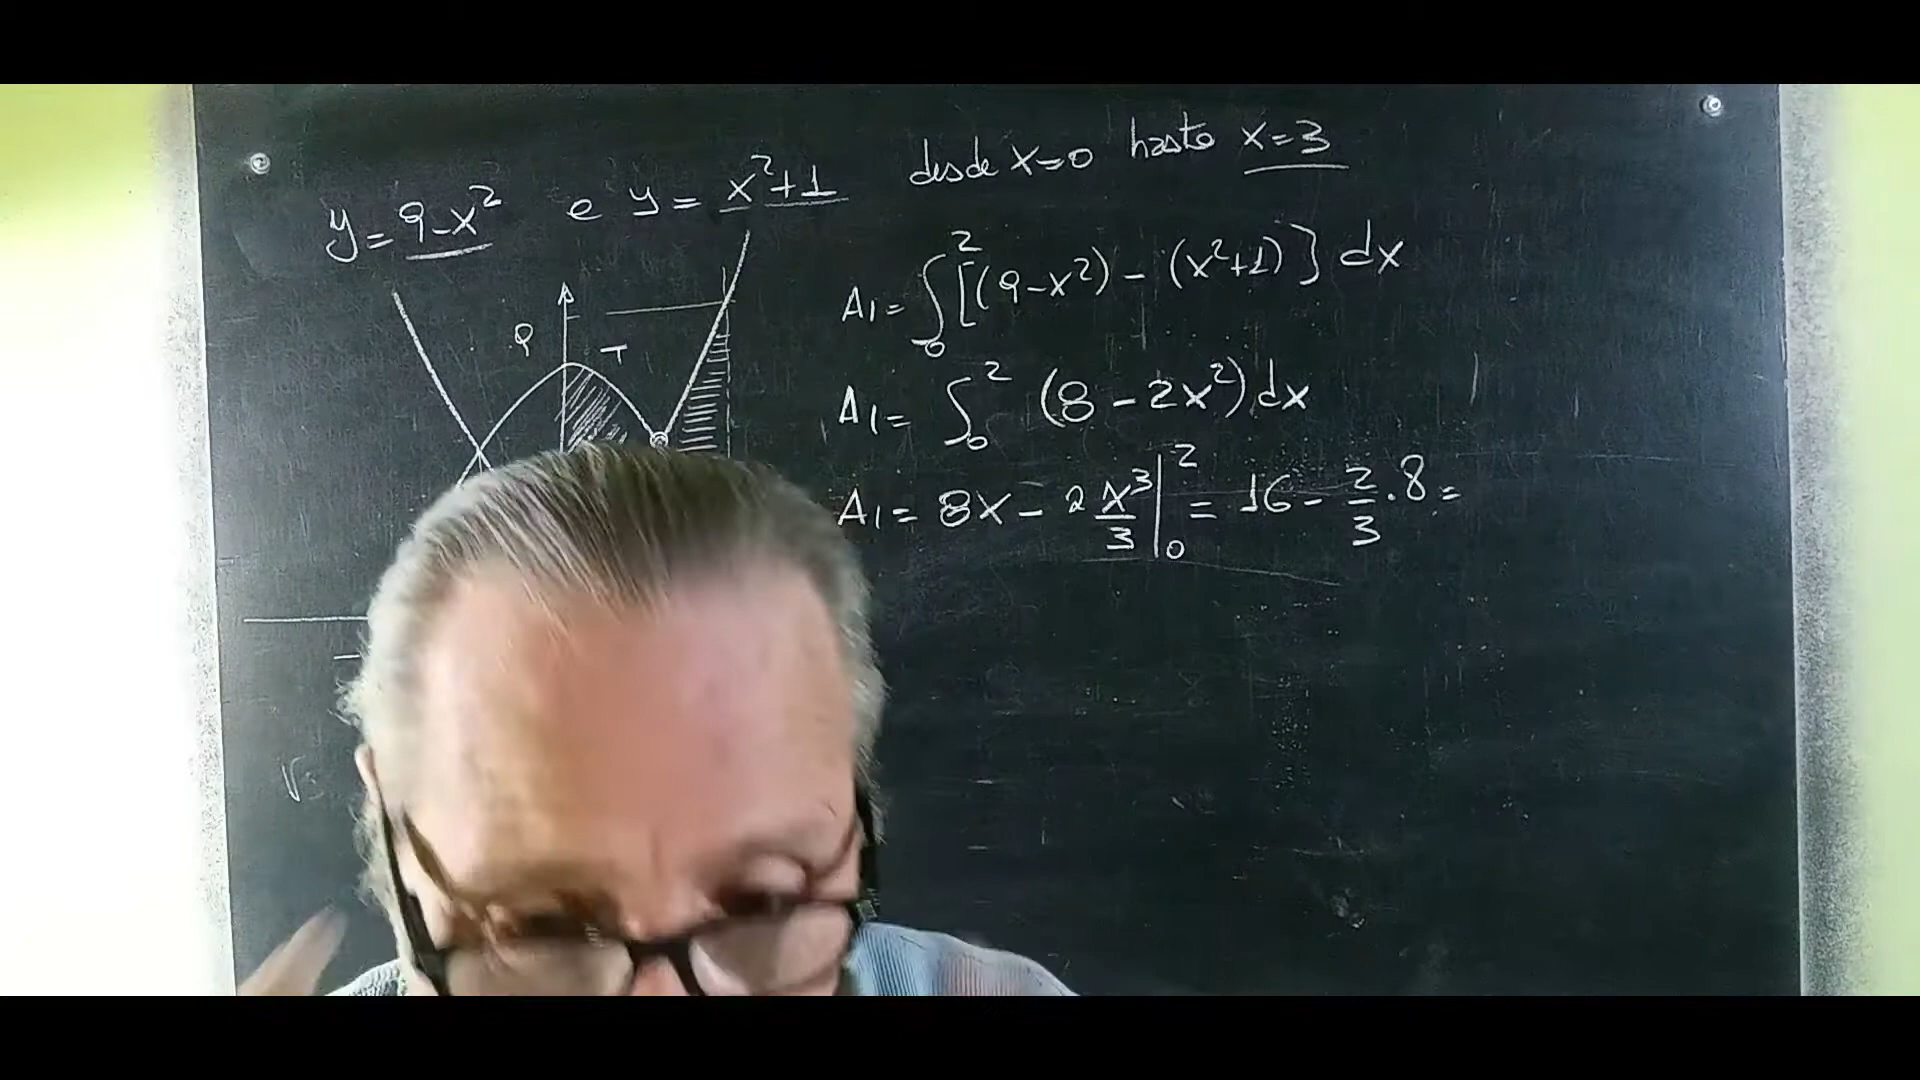 y = 9-x² e y = x²+1 desde x=0 hasta x=3
9
A₁ = ∫₀² [(9-x²) - (x²+1)] dx
A₁ = ∫₀² (8 - 2x²) dx
A₁ = 8x - 2 x³/3 |₀² = 16 - 2/3 . 8 =